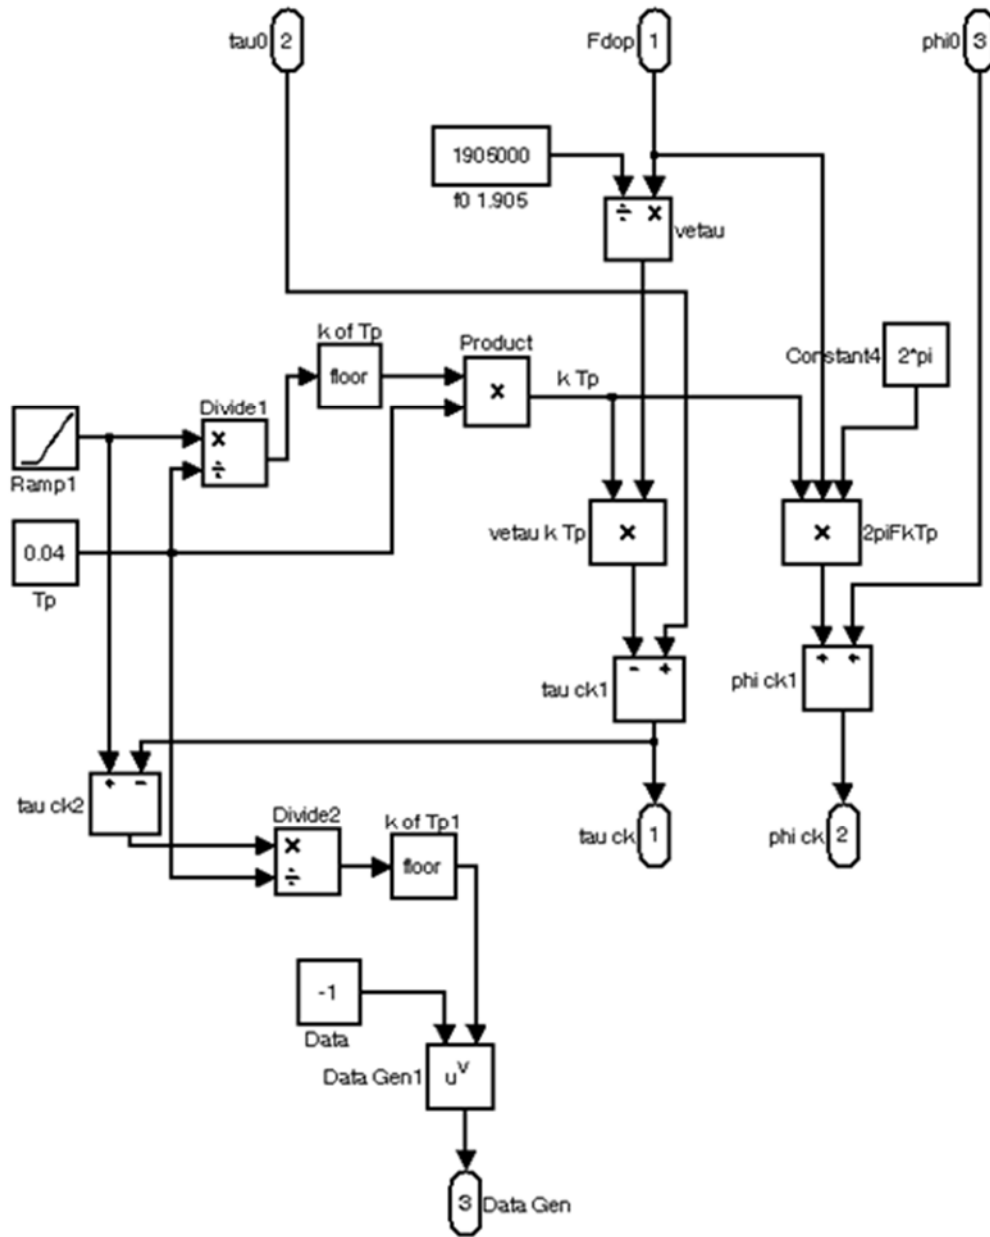 tau0 2
Fdop 1
phi0 3
1905000
f0 1.905
÷ ×
vetau
k of Tp
floor
Product
×
k Tp
Constant4 2*pi
Divide1
×
÷
Ramp1
0.04
Tp
vetau k Tp ×
× 2piFkTp
tau ck1 - +
phi ck1 + +
tau ck2 + -
Divide2
×
÷
k of Tp1
floor
tau ck 1
phi ck 2
-1
Data
Data Gen1 u^v
3 Data Gen